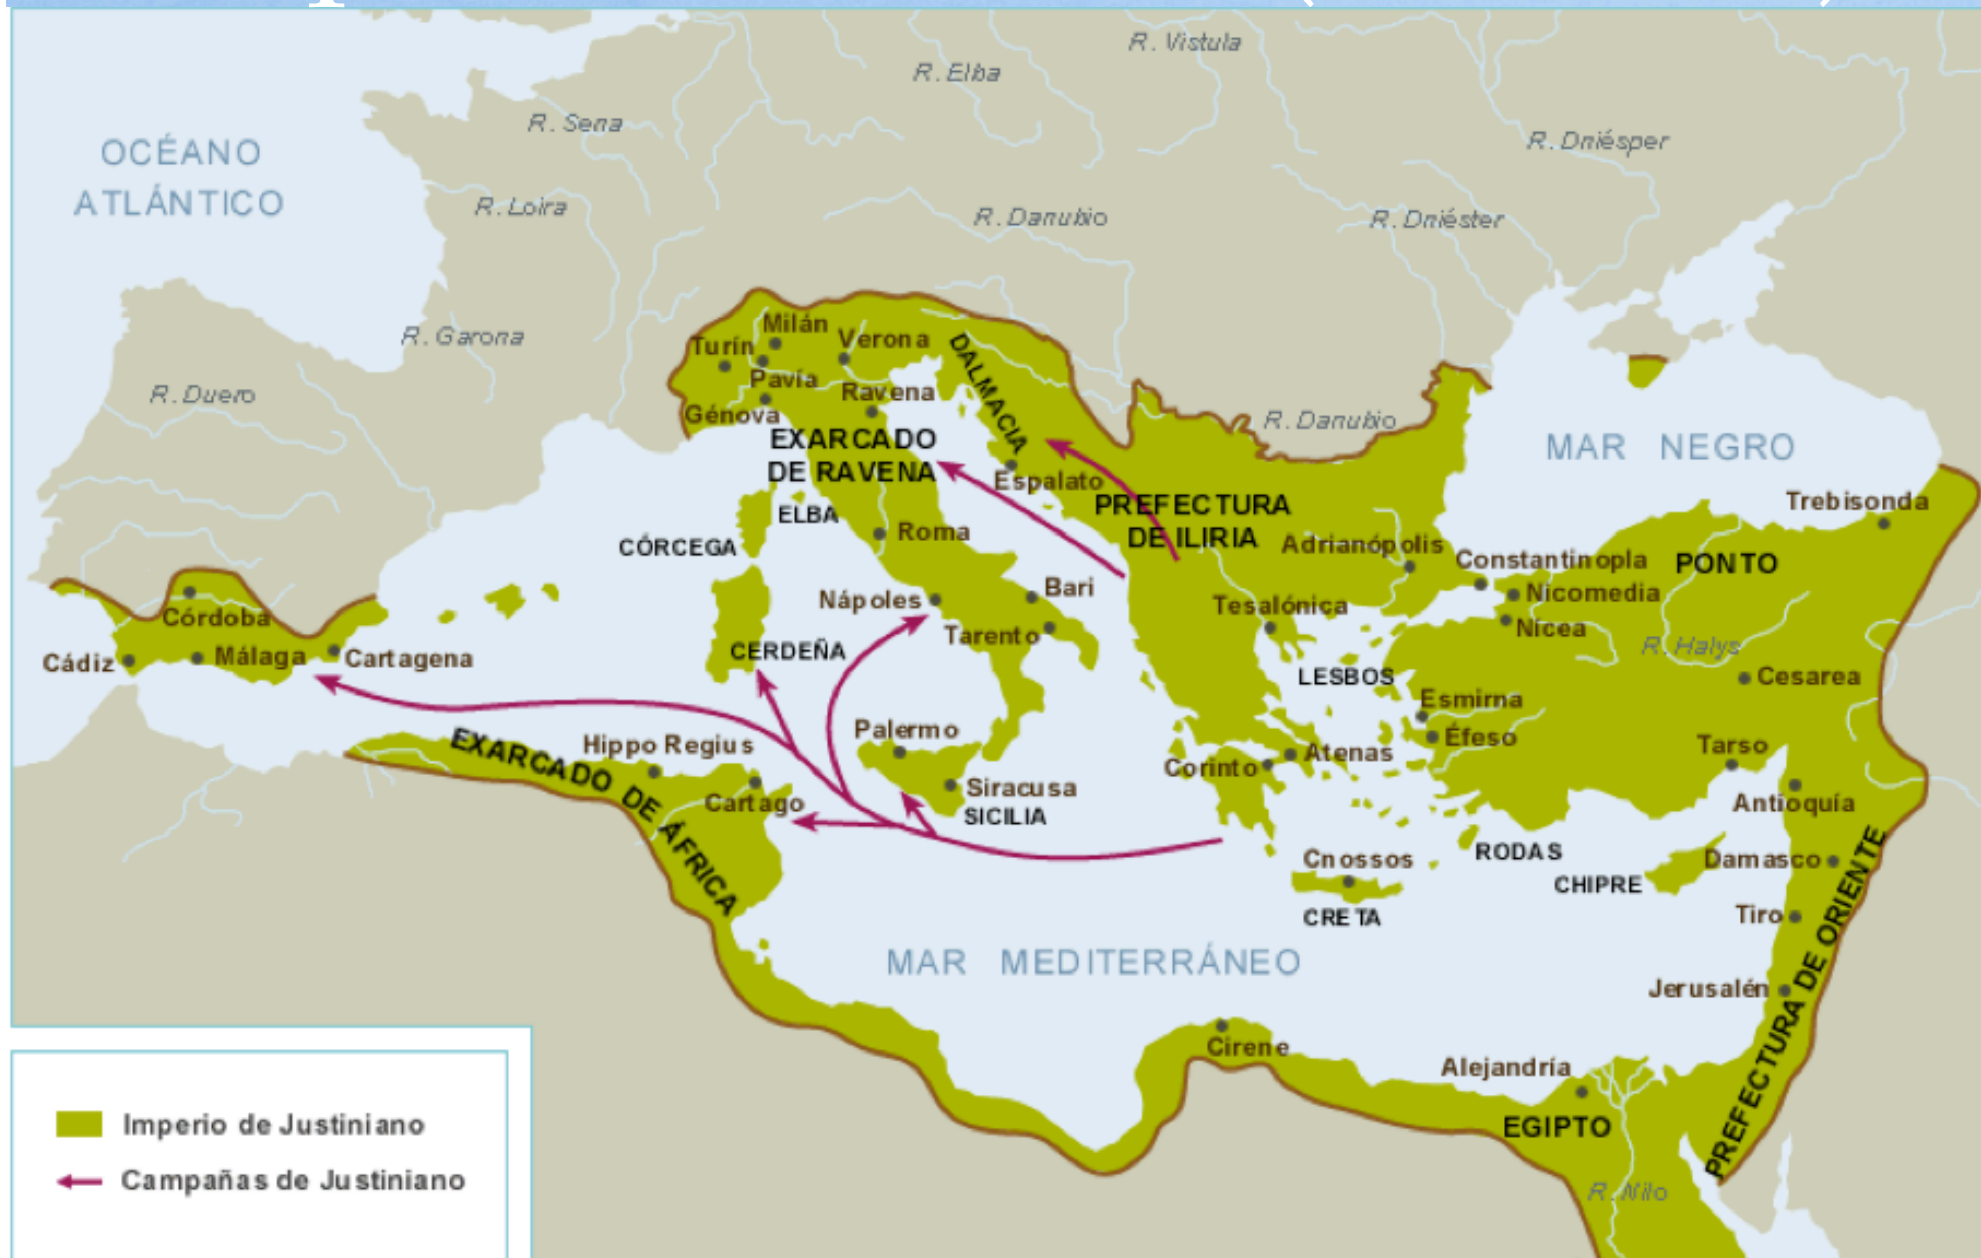 R. Vistula
R. Elba
R. Sena
R. Dniésper
OCÉANO
ATLÁNTICO
R. Loira
R. Danubio
R. Dniéster
R. Garona
R. Duero
Milán
Turín
Verona
Pavía
Ravena
Génova
DALMACIA
R. Danubio
EXARCADO
DE RAVENA
MAR NEGRO
Espalato
PREFECTURA
DE ILIRIA
Trebisonda
ELBA
Roma
CÓRCEGA
Adrianópolis
Constantinopla
PONTO
Nicomedia
Nápoles
Bari
Tesalónica
Nícea
Tarento
R. Halys
Córdoba
Cádiz
Málaga
Cartagena
CERDEÑA
LESBOS
Cesarea
Esmirna
Éfeso
EXARCADO DE ÁFRICA
Hippo Regius
Palermo
Atenas
Corinto
Tarso
Cartago
Siracusa
SICILIA
Antioquía
Cnossos
RODAS
Damasco
CHIPRE
CRETA
Tiro
MAR MEDITERRÁNEO
Jerusalén
PREFECTURA DE ORIENTE
Cirene
Alejandría
EGIPTO
R. Nilo
Imperio de Justiniano
Campañas de Justiniano